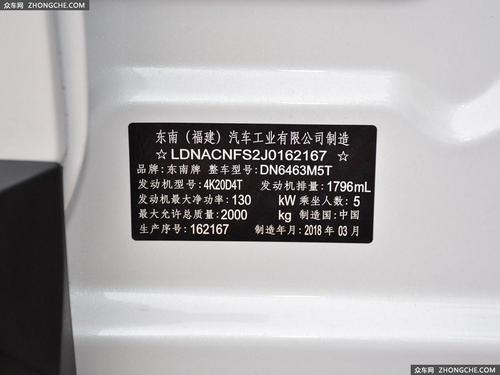 众车网 ZHONGCHE.COM
东南（福建）汽车工业有限公司制造
☆ LDNACNFS2J0162167 ☆
品牌：东南牌 整车型号：DN6463M5T
发动机型号：4K20D4T 发动机排量：1796mL
发动机最大净功率：130 kW 乘坐人数：5
最大允许总质量：2000 kg 制造国：中国
生产序号：162167 制造年月：2018 年 03 月
众车网 ZHONGCHE.COM